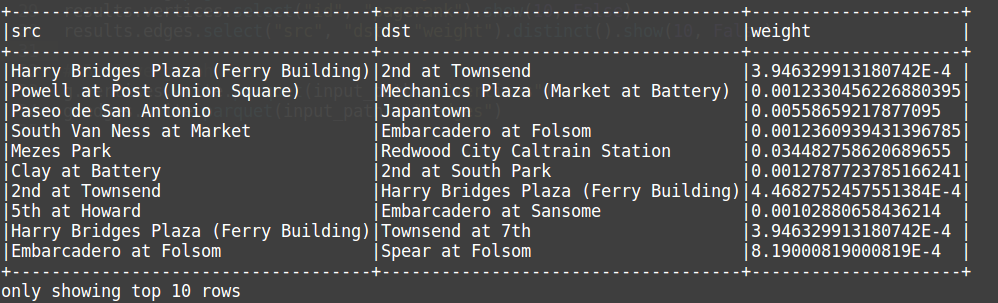 +----------------------------------+----------------------------------+--------------------+
|src                               |dst                               |weight              |
+----------------------------------+----------------------------------+--------------------+
|Harry Bridges Plaza (Ferry Building)|2nd at Townsend                   |3.946329913180742E-4 |
|Powell at Post (Union Square)     |Mechanics Plaza (Market at Battery) |0.0012330456226880395|
|Paseo de San Antonio              |Japantown                         |0.00558659217877095  |
|South Van Ness at Market          |Embarcadero at Folsom             |0.0012360939431396785|
|Mezes Park                        |Redwood City Caltrain Station     |0.034482758620689655 |
|Clay at Battery                   |2nd at South Park                 |0.0012787723785166241|
|2nd at Townsend                   |Harry Bridges Plaza (Ferry Building)|4.4682752457551384E-4|
|5th at Howard                     |Embarcadero at Sansome            |0.00102880658436214  |
|Harry Bridges Plaza (Ferry Building)|Townsend at 7th                   |3.946329913180742E-4 |
|Embarcadero at Folsom             |Spear at Folsom                   |8.19000819000819E-4  |
+----------------------------------+----------------------------------+--------------------+
only showing top 10 rows